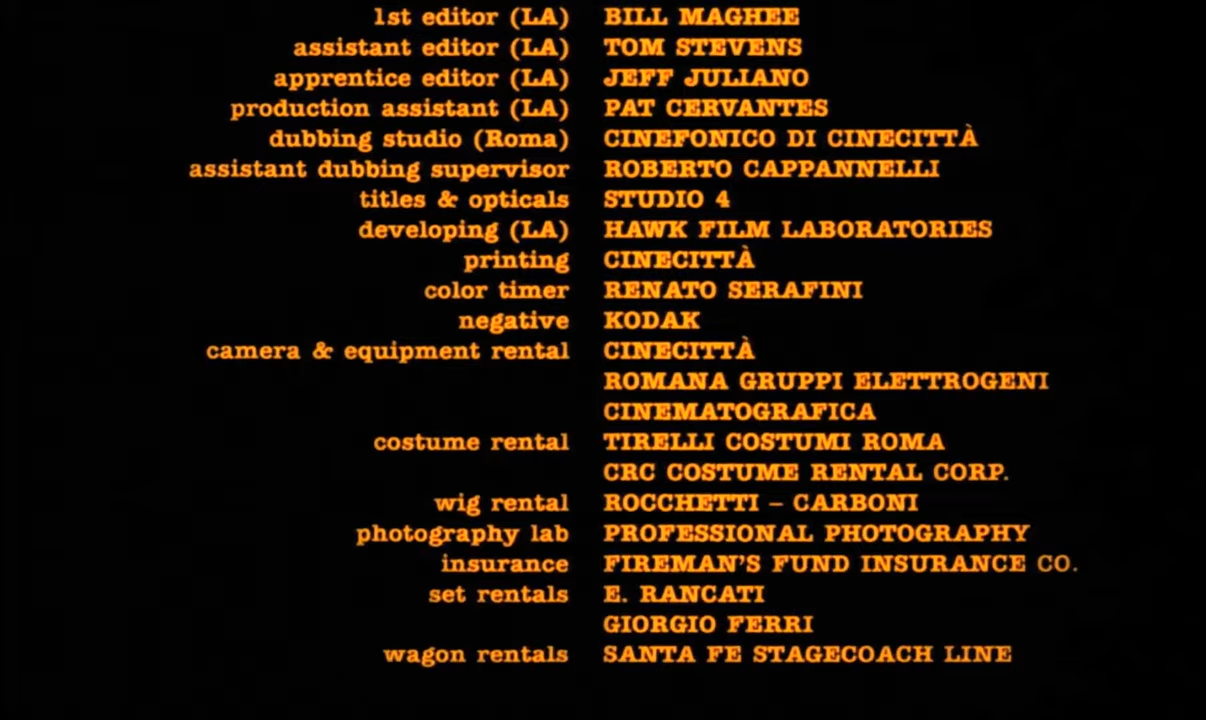 1st editor (LA) BILL MAGHEE
assistant editor (LA) TOM STEVENS
apprentice editor (LA) JEFF JULIANO
production assistant (LA) PAT CERVANTES
dubbing studio (Roma) CINEFONICO DI CINECITTÀ
assistant dubbing supervisor ROBERTO CAPPANNELLI
titles & opticals STUDIO 4
developing (LA) HAWK FILM LABORATORIES
printing CINECITTÀ
color timer RENATO SERAFINI
negative KODAK
camera & equipment rental CINECITTÀ
ROMANA GRUPPI ELETTROGENI
CINEMATOGRAFICA
costume rental TIRELLI COSTUMI ROMA
CRC COSTUME RENTAL CORP.
wig rental ROCCHETTI – CARBONI
photography lab PROFESSIONAL PHOTOGRAPHY
insurance FIREMAN'S FUND INSURANCE CO.
set rentals E. RANCATI
GIORGIO FERRI
wagon rentals SANTA FE STAGECOACH LINE